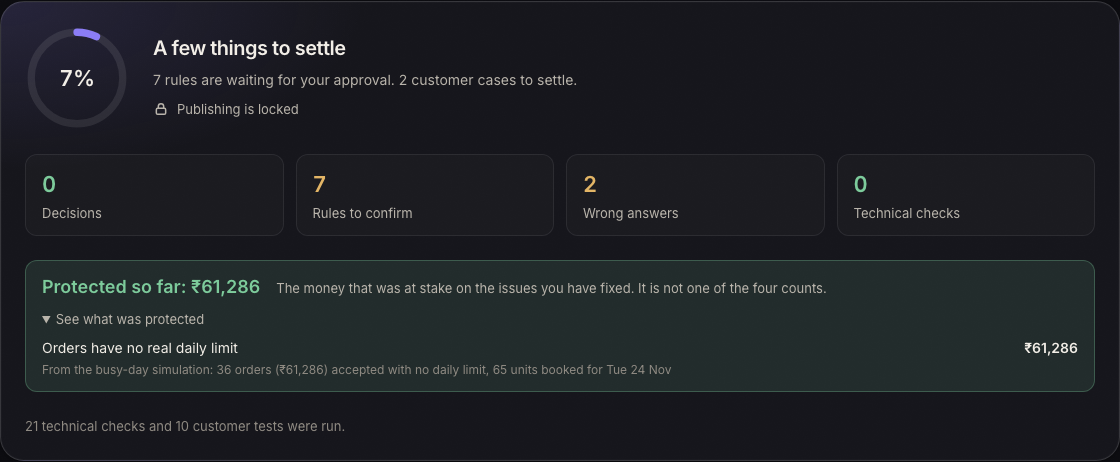 7%
A few things to settle
7 rules are waiting for your approval. 2 customer cases to settle.
Publishing is locked
0
Decisions
7
Rules to confirm
2
Wrong answers
0
Technical checks
Protected so far: ₹61,286 The money that was at stake on the issues you have fixed. It is not one of the four counts.
▼ See what was protected
Orders have no real daily limit ₹61,286
From the busy-day simulation: 36 orders (₹61,286) accepted with no daily limit, 65 units booked for Tue 24 Nov
21 technical checks and 10 customer tests were run.